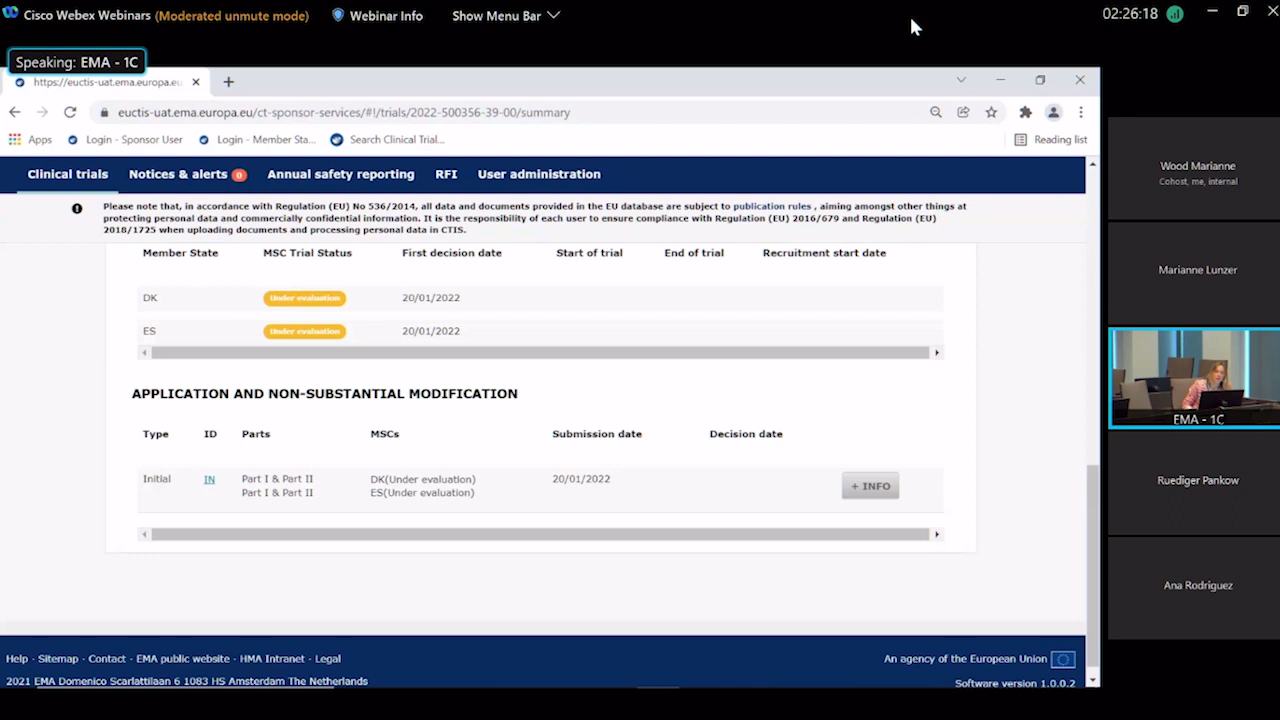 Cisco Webex Webinars (Moderated unmute mode) Webinar Info Show Menu Bar 02:26:18
Speaking: EMA - 1C
https://euctis-uat.ema.europa.eu
euctis-uat.ema.europa.eu/ct-sponsor-services/#!/trials/2022-500356-39-00/summary
Apps Login - Sponsor User Login - Member Sta... Search Clinical Trial... Reading list
Clinical trials Notices & alerts 0 Annual safety reporting RFI User administration
Please note that, in accordance with Regulation (EU) No 536/2014, all data and documents provided in the EU database are subject to publication rules , aiming amongst other things at
protecting personal data and commercially confidential information. It is the responsibility of each user to ensure compliance with Regulation (EU) 2016/679 and Regulation (EU)
2018/1725 when uploading documents and processing personal data in CTIS.
Member State MSC Trial Status First decision date Start of trial End of trial Recruitment start date
DK Under evaluation 20/01/2022
ES Under evaluation 20/01/2022
APPLICATION AND NON-SUBSTANTIAL MODIFICATION
Type ID Parts MSCs Submission date Decision date
Initial IN Part I & Part II DK(Under evaluation) 20/01/2022 + INFO
Part I & Part II ES(Under evaluation)
Help - Sitemap - Contact - EMA public website - HMA Intranet - Legal An agency of the European Union
2021 EMA Domenico Scarlattilaan 6 1083 HS Amsterdam The Netherlands Software version 1.0.0.2
Wood Marianne
Cohost, me, internal
Marianne Lunzer
EMA - 1C
Ruediger Pankow
Ana Rodriguez